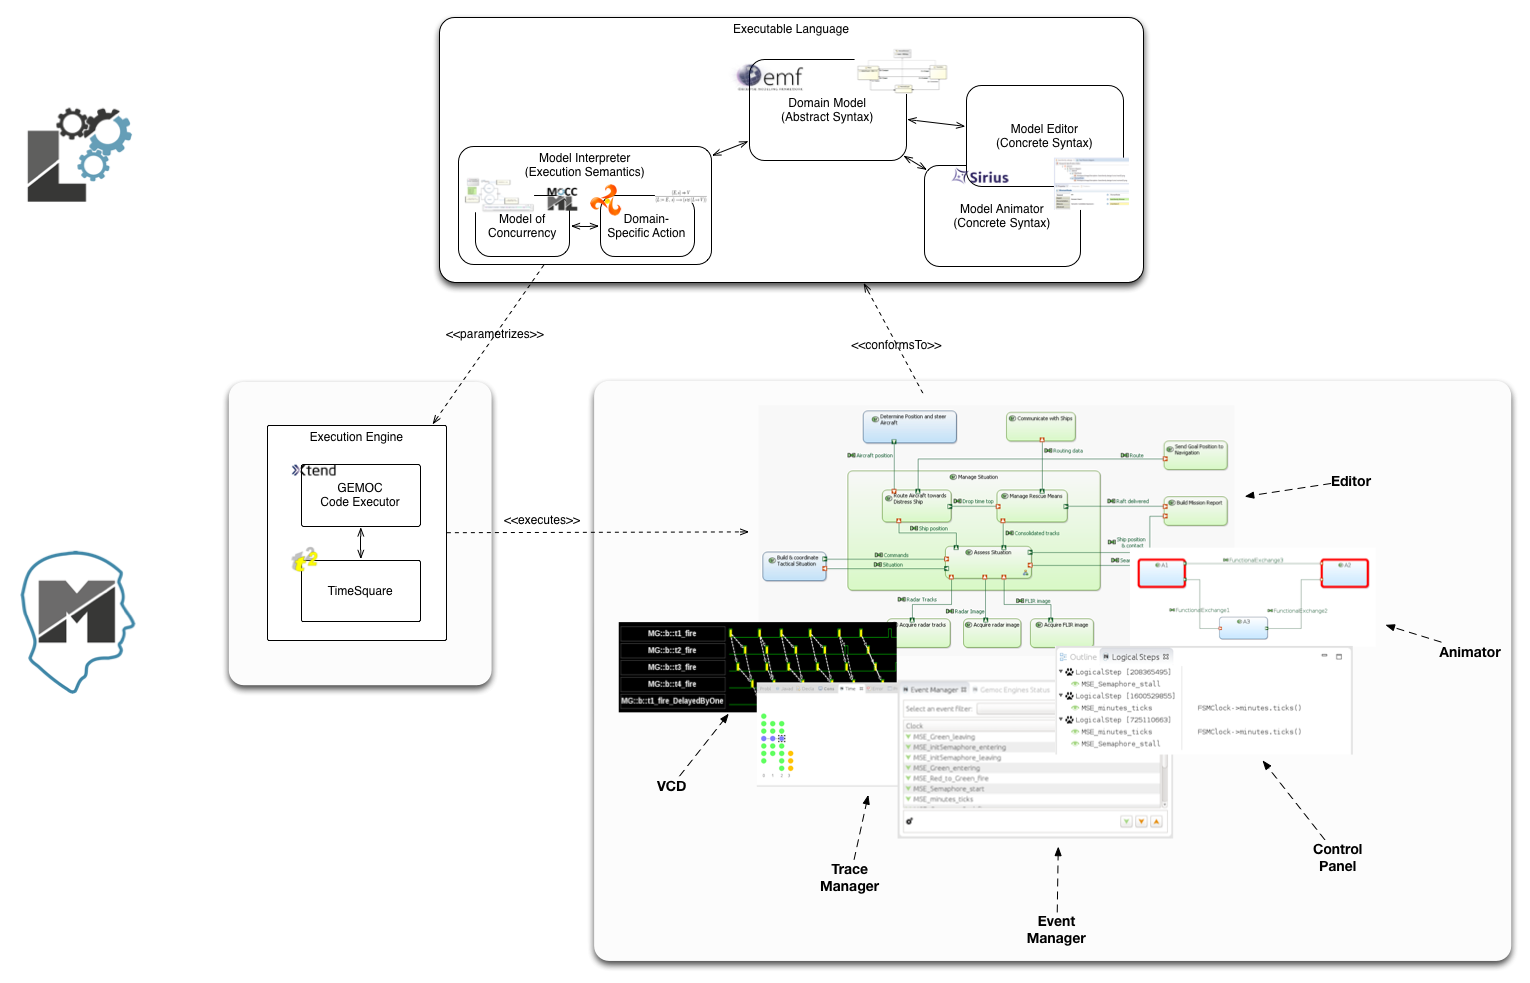 Executable Language
emf
Domain Model
(Abstract Syntax)
Model Editor
(Concrete Syntax)
Sirius
Model Animator
(Concrete Syntax)
Model Interpreter
(Execution Semantics)
MOCC
ML
Model of
Concurrency
Domain-
Specific Action
<<parametrizes>>
<<conformsTo>>
L
M
Execution Engine
Xtend
GEMOC
Code Executor
TimeSquare
<<executes>>
Determine Position and steer
Aircraft
Communicate with Ships
Send Goal Position to
Navigation
Aircraft position
Routing data
Route
Manage Situation
Route Aircraft towards
Distress Ship
Drop time top
Manage Rescue Means
Raft delivered
Build Mission Report
Ship position
Consolidated tracks
Ship position
& contact
Build & coordinate
Tactical Situation
Commands
Situation
Assess Situation
Radar Tracks
Radar Image
FLIR image
Acquire radar tracks
Acquire radar image
Acquire FLIR image
A1
FunctionalExchange3
A2
FunctionalExchange1
FunctionalExchange2
A3
Editor
Animator
MG::b::t1_fire
MG::b::t2_fire
MG::b::t3_fire
MG::b::t4_fire
MG::b::t1_fire_DelayedByOne
VCD
0 1 2 3
Trace
Manager
Event Manager
Gemoc Engines Status
Select an event filter:
Clock
MSE_Green_leaving
MSE_initSemaphore_entering
MSE_initSemaphore_leaving
MSE_Green_entering
MSE_Red_to_Green_fire
MSE_Semaphore_start
MSE_minutes_ticks
Event
Manager
Outline
LogicalSteps
LogicalStep [208365495]
MSE_Semaphore_stall
LogicalStep [1600529855]
MSE_minutes_ticks FSMClock->minutes.ticks()
LogicalStep [725110663]
MSE_minutes_ticks FSMClock->minutes.ticks()
MSE_Semaphore_stall
Control
Panel